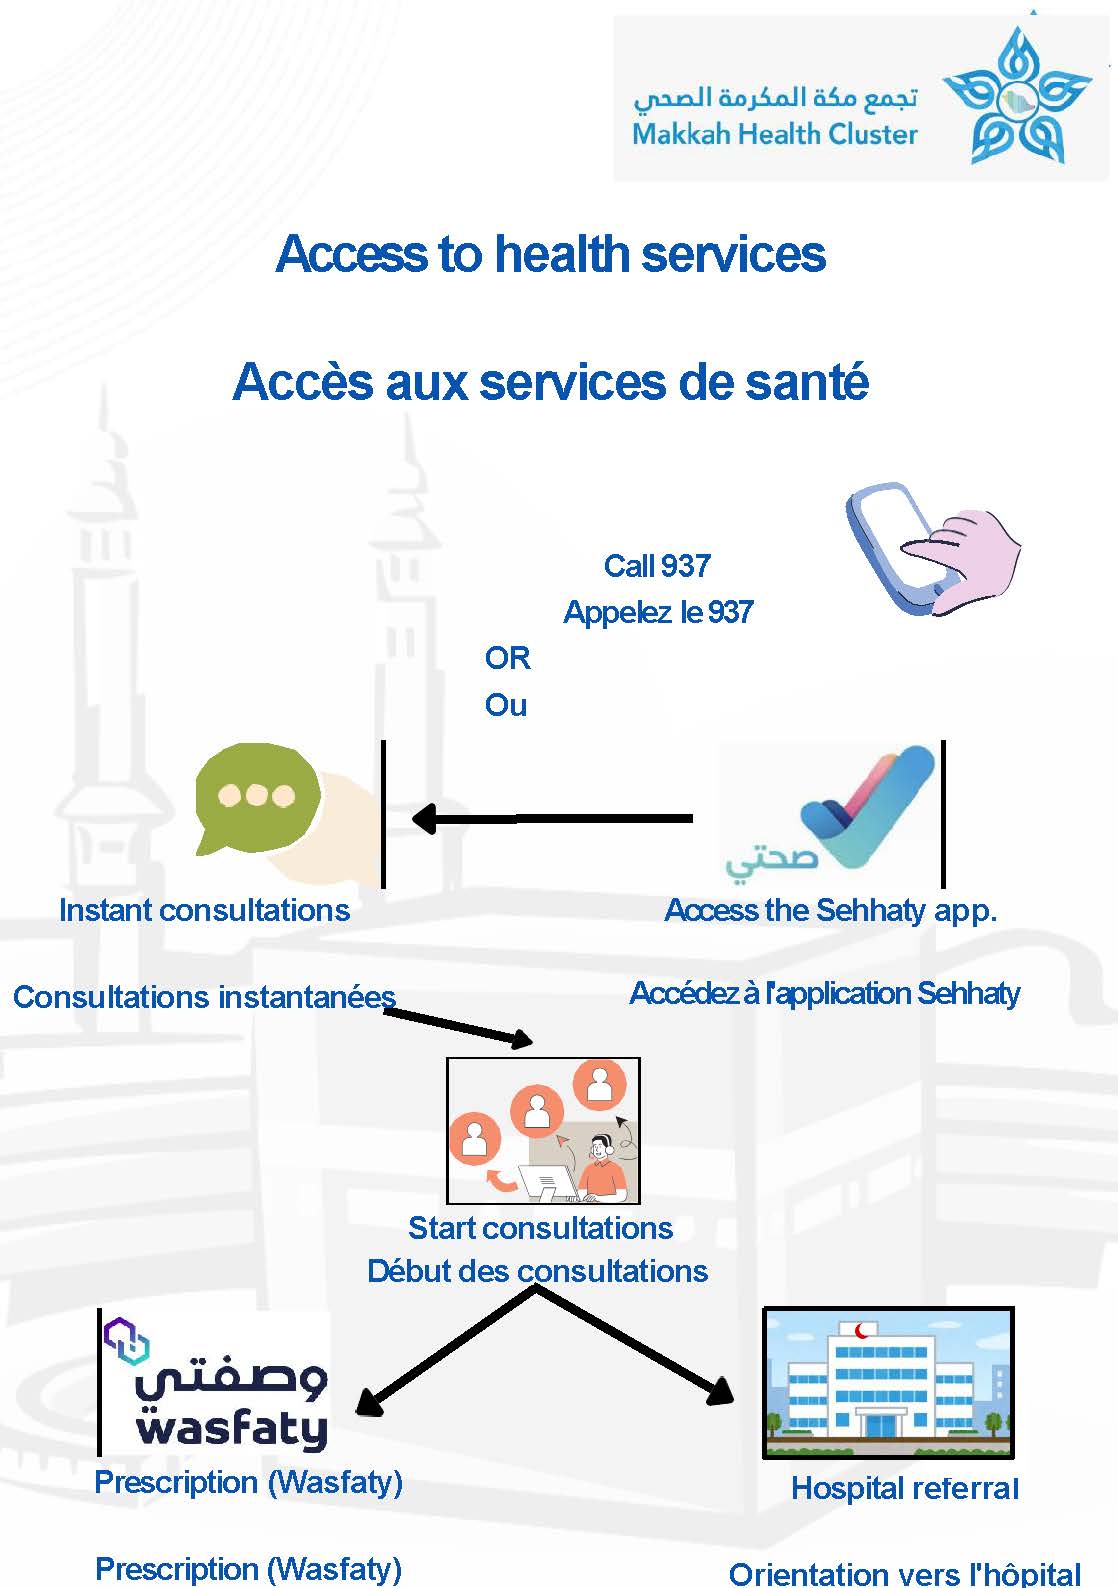 تجمع مكة المكرمة الصحي
Makkah Health Cluster
Access to health services
Accès aux services de santé
Call 937
Appelez le 937
OR
Ou
صحتي
Instant consultations
Access the Sehhaty app.
Consultations instantanées
Accédez à l'application Sehhaty
Start consultations
Début des consultations
وصفتي
wasfaty
Prescription (Wasfaty)
Hospital referral
Prescription (Wasfaty)
Orientation vers l'hôpital